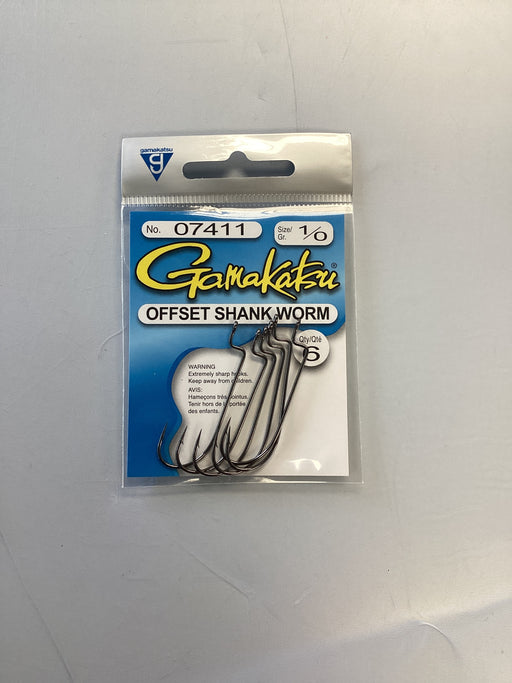 gamakatsu
G
No. 07411
Size/ Gr. 1/0
Gamakatsu®
OFFSET SHANK WORM
Qty/Qté
6
WARNING
Extremely sharp hooks.
Keep away from children.
AVIS:
Hameçons très pointus.
Tenir hors de la portée
des enfants.